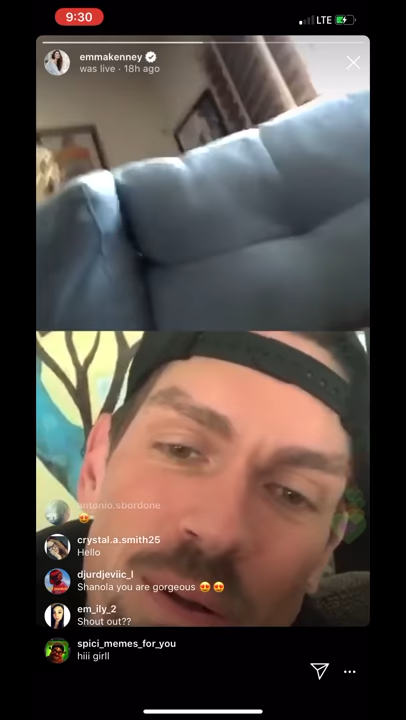 9:30
LTE
emmakenney
was live · 18h ago
antonio.sbordone
😍
crystal.a.smith25
Hello
djurdjeviic_l
Shanola you are gorgeous 😍😍
em_ily_2
Shout out??
spici_memes_for_you
hiii girll